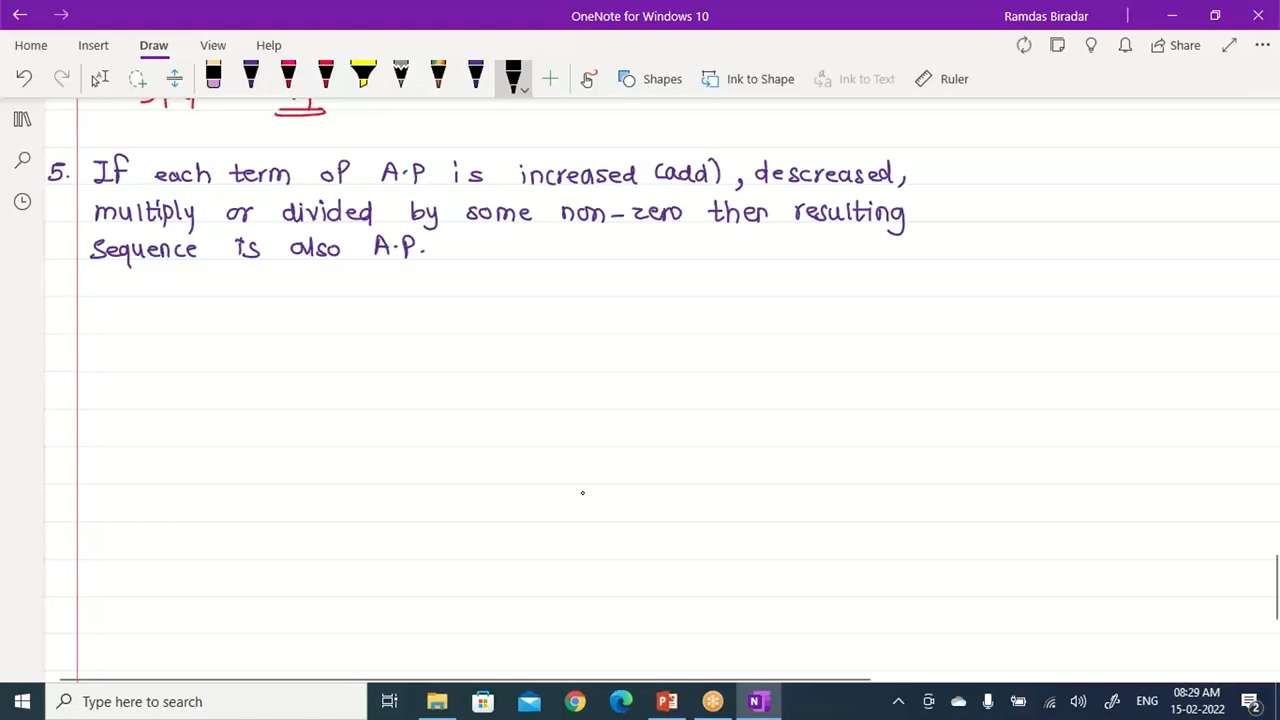 OneNote for Windows 10
Ramdas Biradar
Home Insert Draw View Help
Share
Shapes Ink to Shape Ink to Text Ruler
5. If each term of A.P is increased (add), descreased,
multiply or divided by some non-zero then resulting
Sequence is also A.P.
Type here to search
ENG
08:29 AM
15-02-2022
2